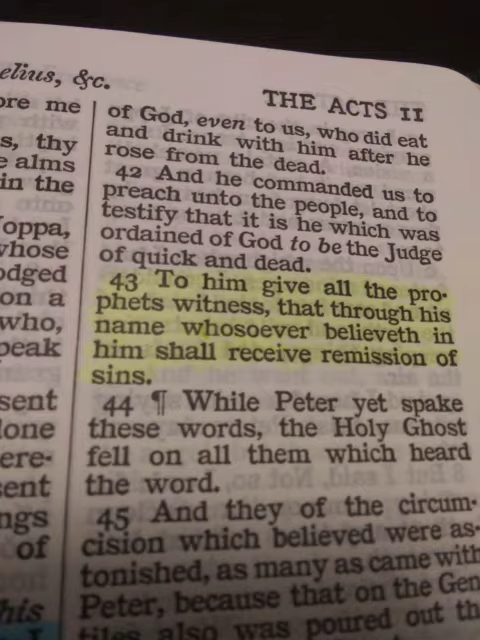 elius, &c.
THE ACTS 11
ore me
s, thy
e alms
in the
oppa,
whose
odged
on a
who,
peak
sent
lone
ere-
sent
ngs
of
his
of God, even to us, who did eat
and drink with him after he
rose from the dead.
42 And he commanded us to
preach unto the people, and to
testify that it is he which was
ordained of God to be the Judge
of quick and dead.
43 To him give all the pro-
phets witness, that through his
name whosoever believeth in
him shall receive remission of
sins.
44 ¶ While Peter yet spake
these words, the Holy Ghost
fell on all them which heard
the word.
45 And they of the circum-
cision which believed were as-
tonished, as many as came with
Peter, because that on the Gen
tiles also was poured out th